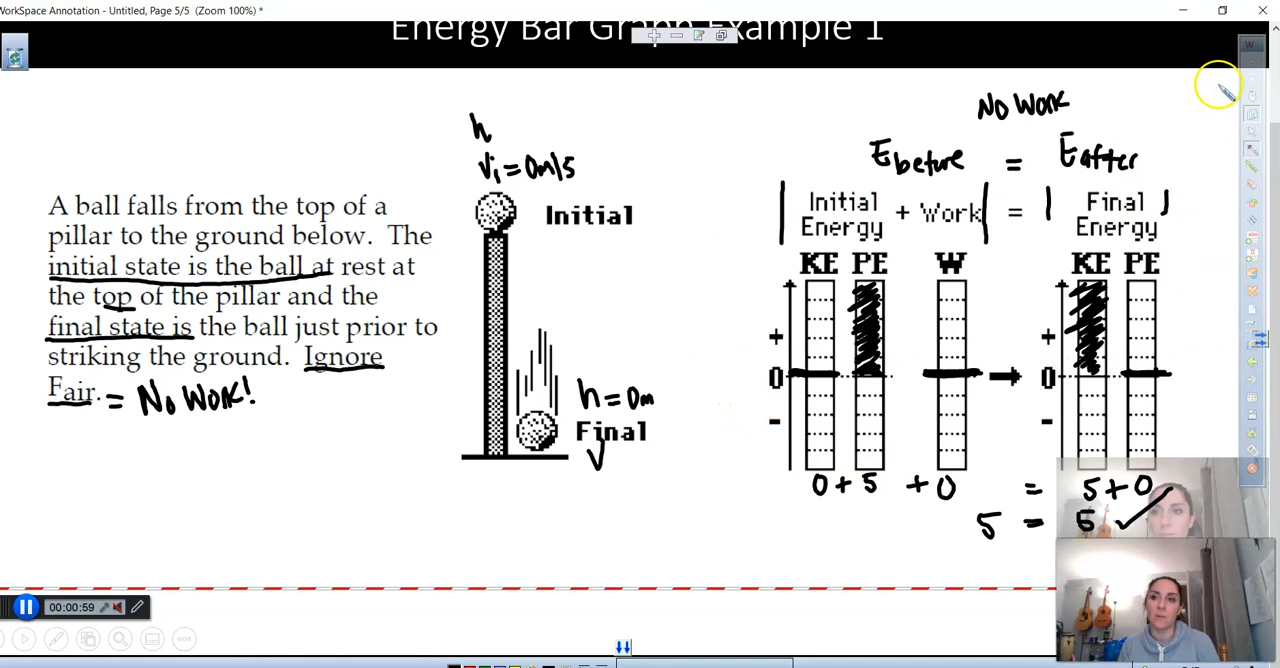 WorkSpace Annotation - Untitled, Page 5/5 (Zoom 100%) *
Energy Bar Graph Example 1
A ball falls from the top of a
pillar to the ground below. The
initial state is the ball at rest at
the top of the pillar and the
final state is the ball just prior to
striking the ground. Ignore
Fair. = No Work!
h
Vi = 0m/s
Initial
h = 0m
Final
V
No Work
Ebefore = Eafter
Initial Energy + Work = Final Energy
KE PE W KE PE
+ +
0 0
- -
0 + 5 + 0 = 5 + 0
5 = 5 ✓
00:00:59